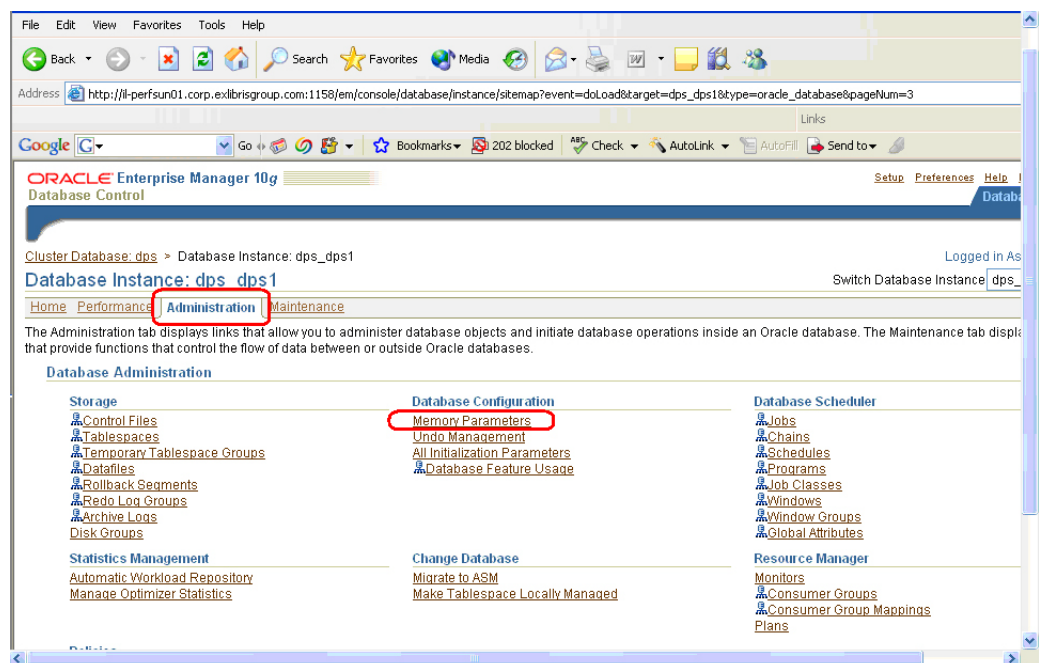 File Edit View Favorites Tools Help
Back Search Favorites Media
Address http://il-perfsun01.corp.exlibrisgroup.com:1158/em/console/database/instance/sitemap?event=doLoad&target=dps_dps1&type=oracle_database&pageNum=3
Links
Google G Go Bookmarks 202 blocked ABC Check AutoLink AutoFill Send to
ORACLE Enterprise Manager 10g
Database Control
Setup Preferences Help
Datab
Cluster Database: dps > Database Instance: dps_dps1
Logged in As
Database Instance: dps_dps1
Switch Database Instance dps_
Home Performance Administration Maintenance
The Administration tab displays links that allow you to administer database objects and initiate database operations inside an Oracle database. The Maintenance tab displa
that provide functions that control the flow of data between or outside Oracle databases.
Database Administration
Storage
Control Files
Tablespaces
Temporary Tablespace Groups
Datafiles
Rollback Segments
Redo Log Groups
Archive Logs
Disk Groups
Database Configuration
Memory Parameters
Undo Management
All Initialization Parameters
Database Feature Usage
Database Scheduler
Jobs
Chains
Schedules
Programs
Job Classes
Windows
Window Groups
Global Attributes
Statistics Management
Automatic Workload Repository
Manage Optimizer Statistics
Change Database
Migrate to ASM
Make Tablespace Locally Managed
Resource Manager
Monitors
Consumer Groups
Consumer Group Mappings
Plans